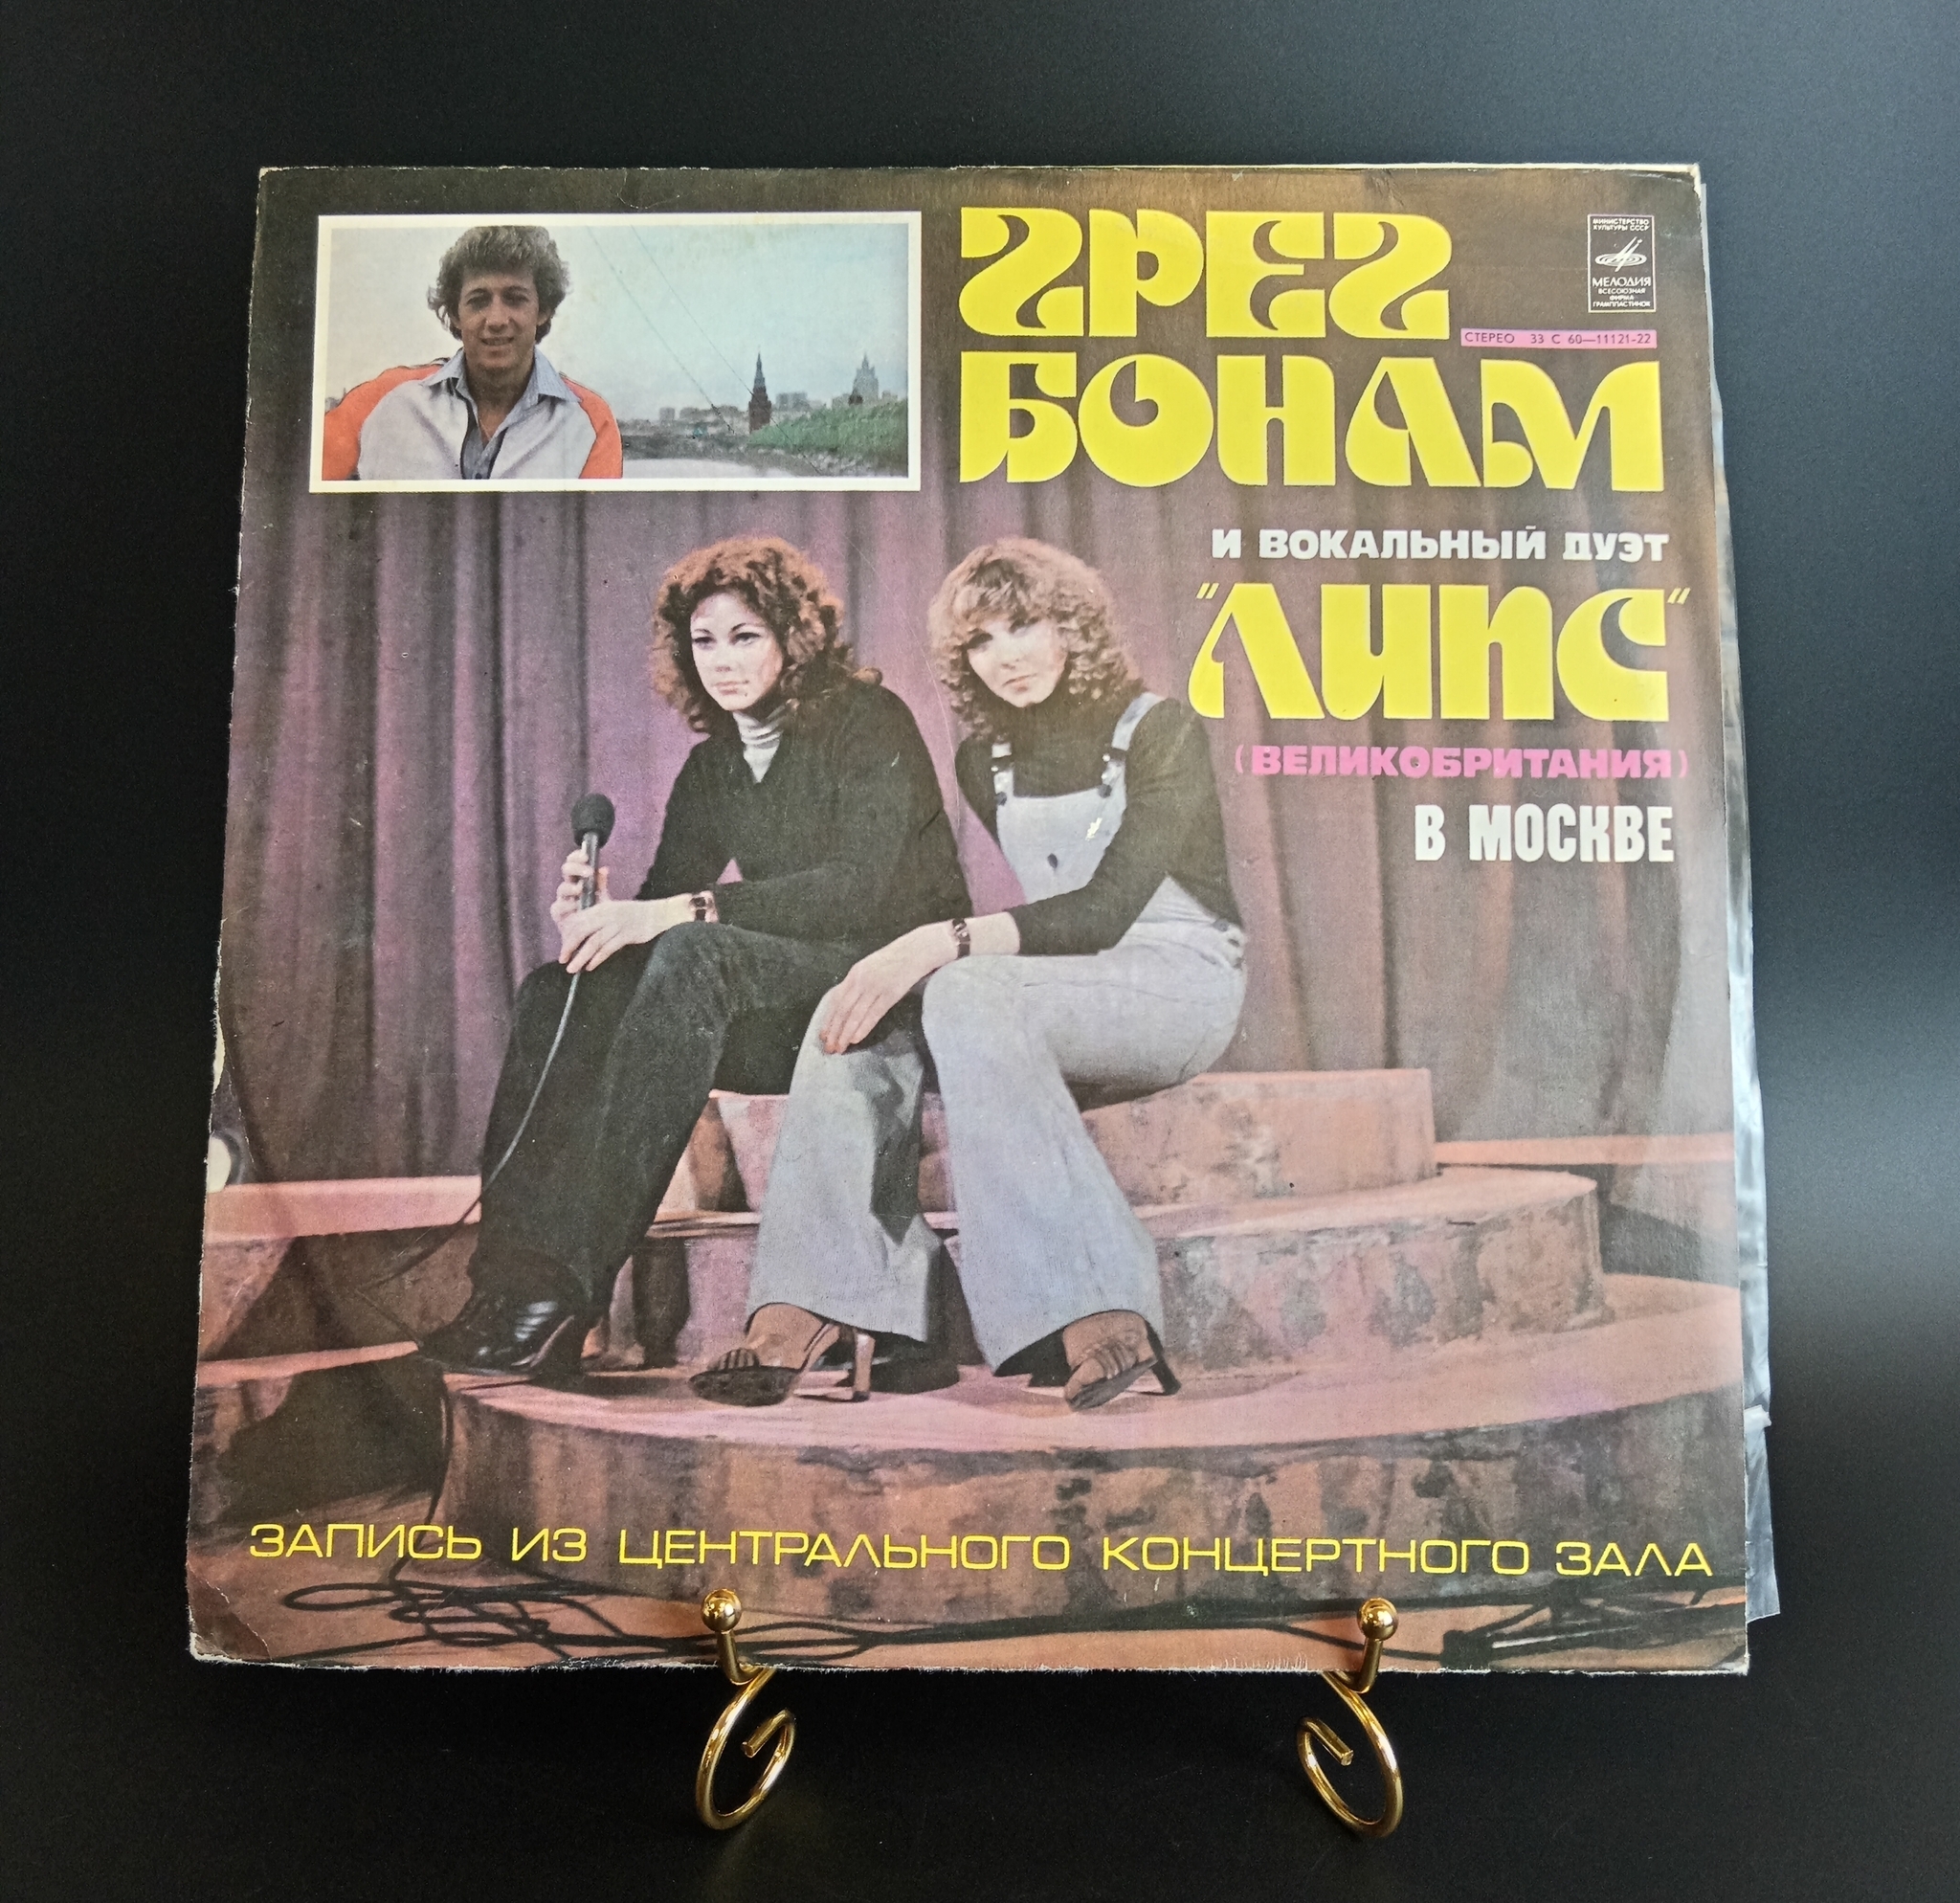 ГРЕГ
БОНАМ
МИНИСТЕРСТВО
КУЛЬТУРЫ СССР
МЕЛОДИЯ
ВСЕСОЮЗНАЯ
ФИРМА
ГРАМПЛАСТИНОК
СТЕРЕО 33 С 60—11121-22
И ВОКАЛЬНЫЙ ДУЭТ
"ЛИПС"
(ВЕЛИКОБРИТАНИЯ)
В МОСКВЕ
ЗАПИСЬ ИЗ ЦЕНТРАЛЬНОГО КОНЦЕРТНОГО ЗАЛА